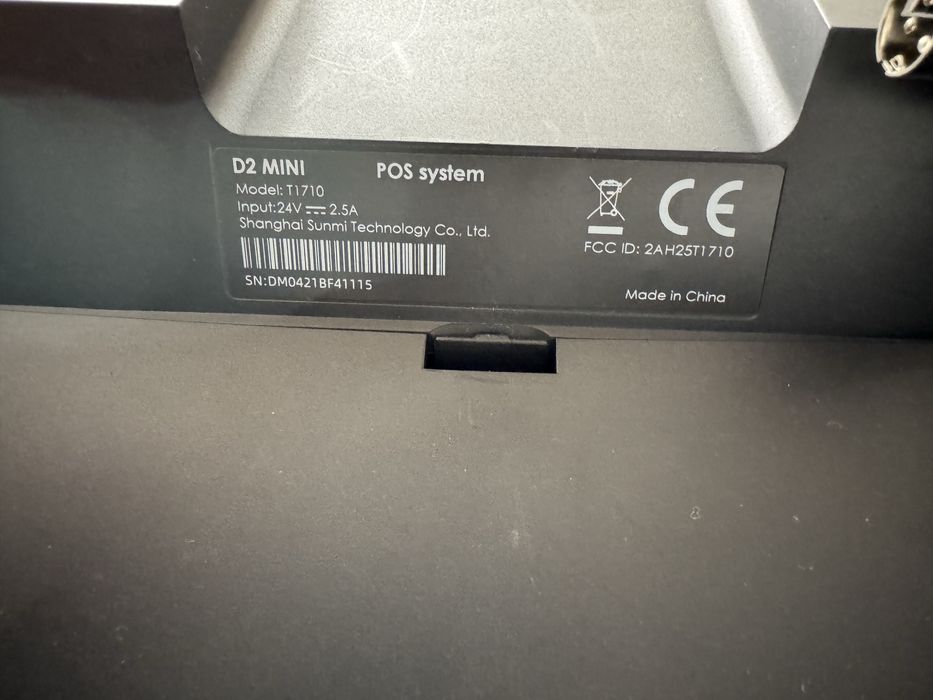 D2 MINI POS system
Model: T1710
Input:24V ⎓ 2.5A
Shanghai Sunmi Technology Co., Ltd.
SN:DM0421BF41115
CE
FCC ID: 2AH25T1710
Made in China